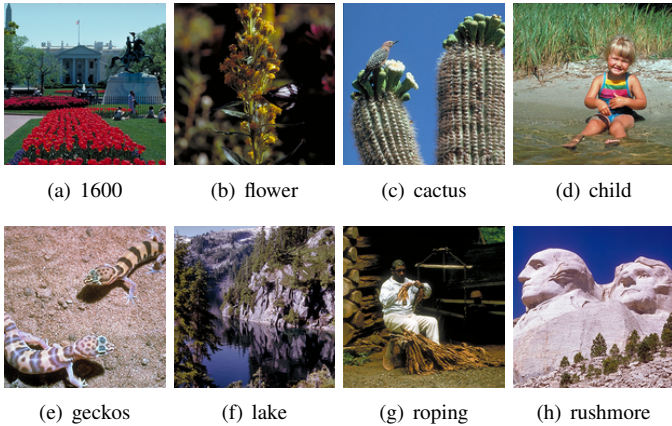 (a) 1600
(b) flower
(c) cactus
(d) child
(e) geckos
(f) lake
(g) roping
(h) rushmore